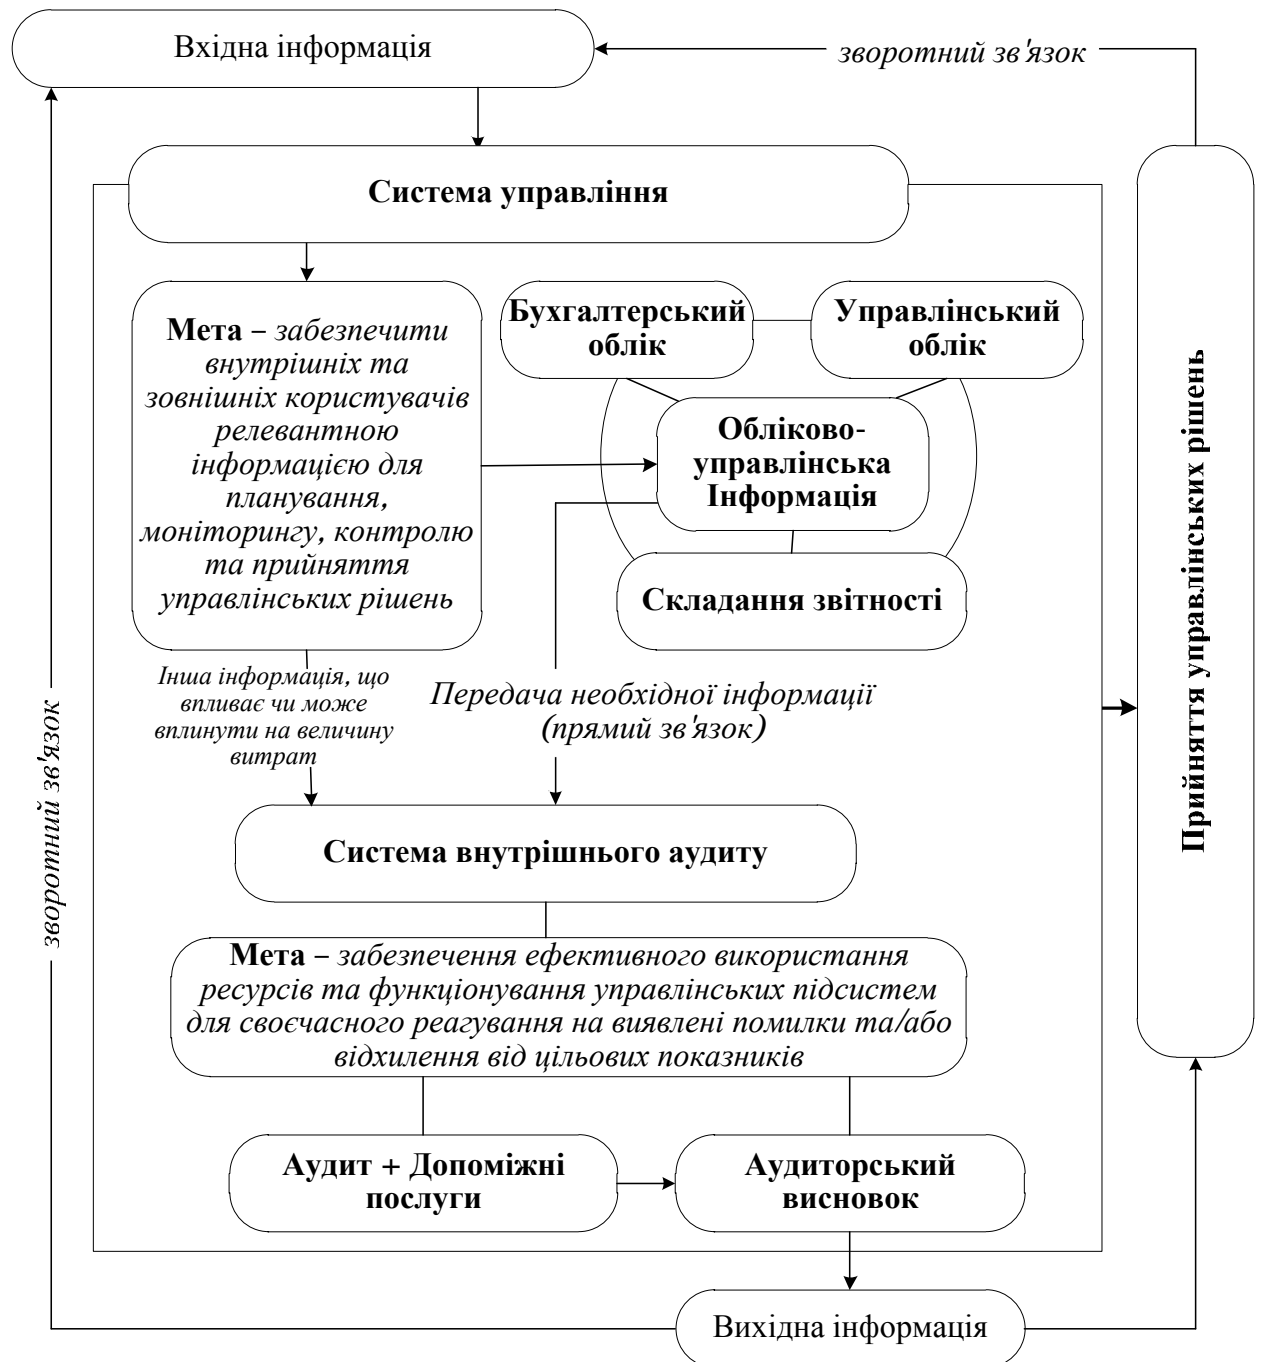 Вхідна інформація
зворотний зв'язок
Система управління
Мета – забезпечити
внутрішніх та
зовнішніх користувачів
релевантною
інформацією для
планування,
моніторингу, контролю
та прийняття
управлінських рішень
Бухгалтерський
облік
Управлінський
облік
Обліково-
управлінська
Інформація
Складання звітності
Інша інформація, що
впливає чи може
вплинути на величину
витрат
Передача необхідної інформації
(прямий зв'язок)
Прийняття управлінських рішень
зворотний зв'язок
Система внутрішнього аудиту
Мета – забезпечення ефективного використання
ресурсів та функціонування управлінських підсистем
для своєчасного реагування на виявлені помилки та/або
відхилення від цільових показників
Аудит + Допоміжні
послуги
Аудиторський
висновок
Вихідна інформація